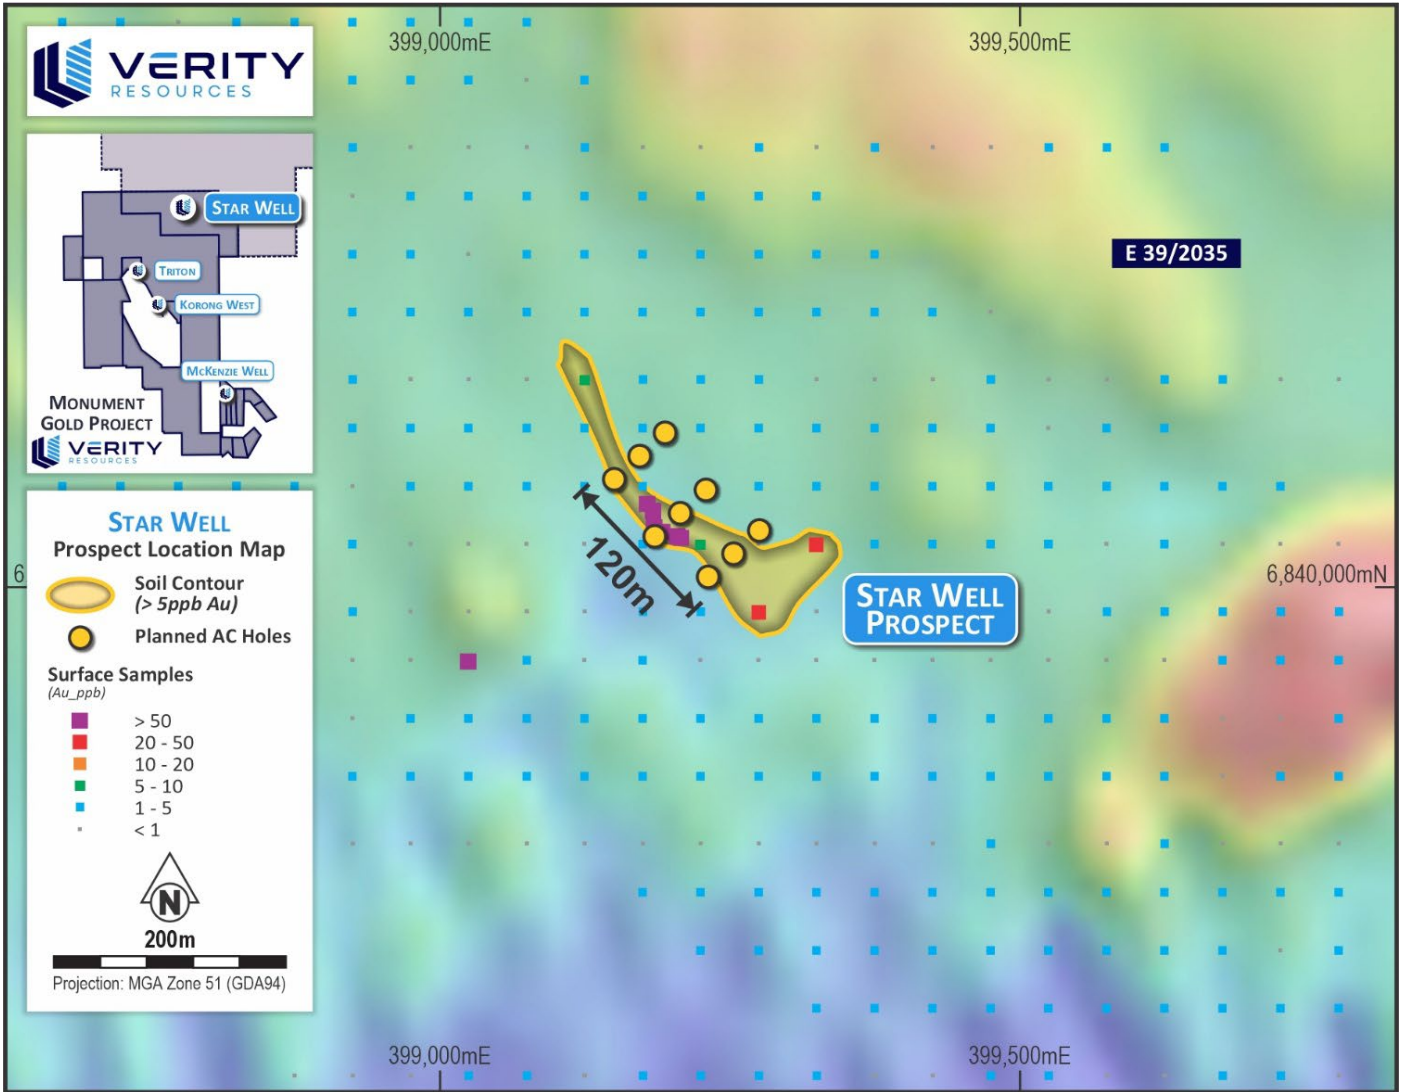 399,000mE
399,500mE
VERITY
RESOURCES
STAR WELL
TRITON
KORONG WEST
MCKENZIE WELL
MONUMENT
GOLD PROJECT
VERITY
RESOURCES
E 39/2035
STAR WELL
Prospect Location Map
Soil Contour
(> 5ppb Au)
Planned AC Holes
Surface Samples
(Au_ppb)
> 50
20 - 50
10 - 20
5 - 10
1 - 5
< 1
N
200m
Projection: MGA Zone 51 (GDA94)
120m
STAR WELL
PROSPECT
6
6,840,000mN
399,000mE
399,500mE